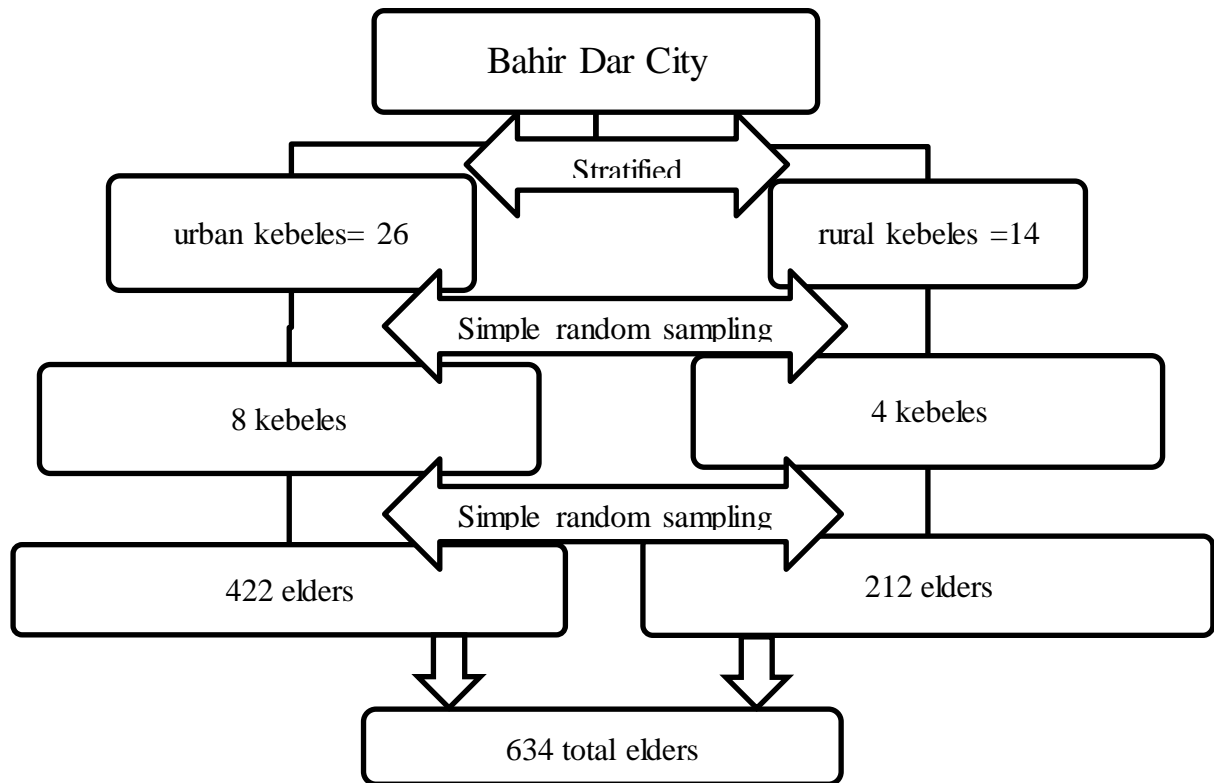 Bahir Dar City
Stratified
urban kebeles= 26
rural kebeles =14
Simple random sampling
8 kebeles
4 kebeles
Simple random sampling
422 elders
212 elders
634 total elders